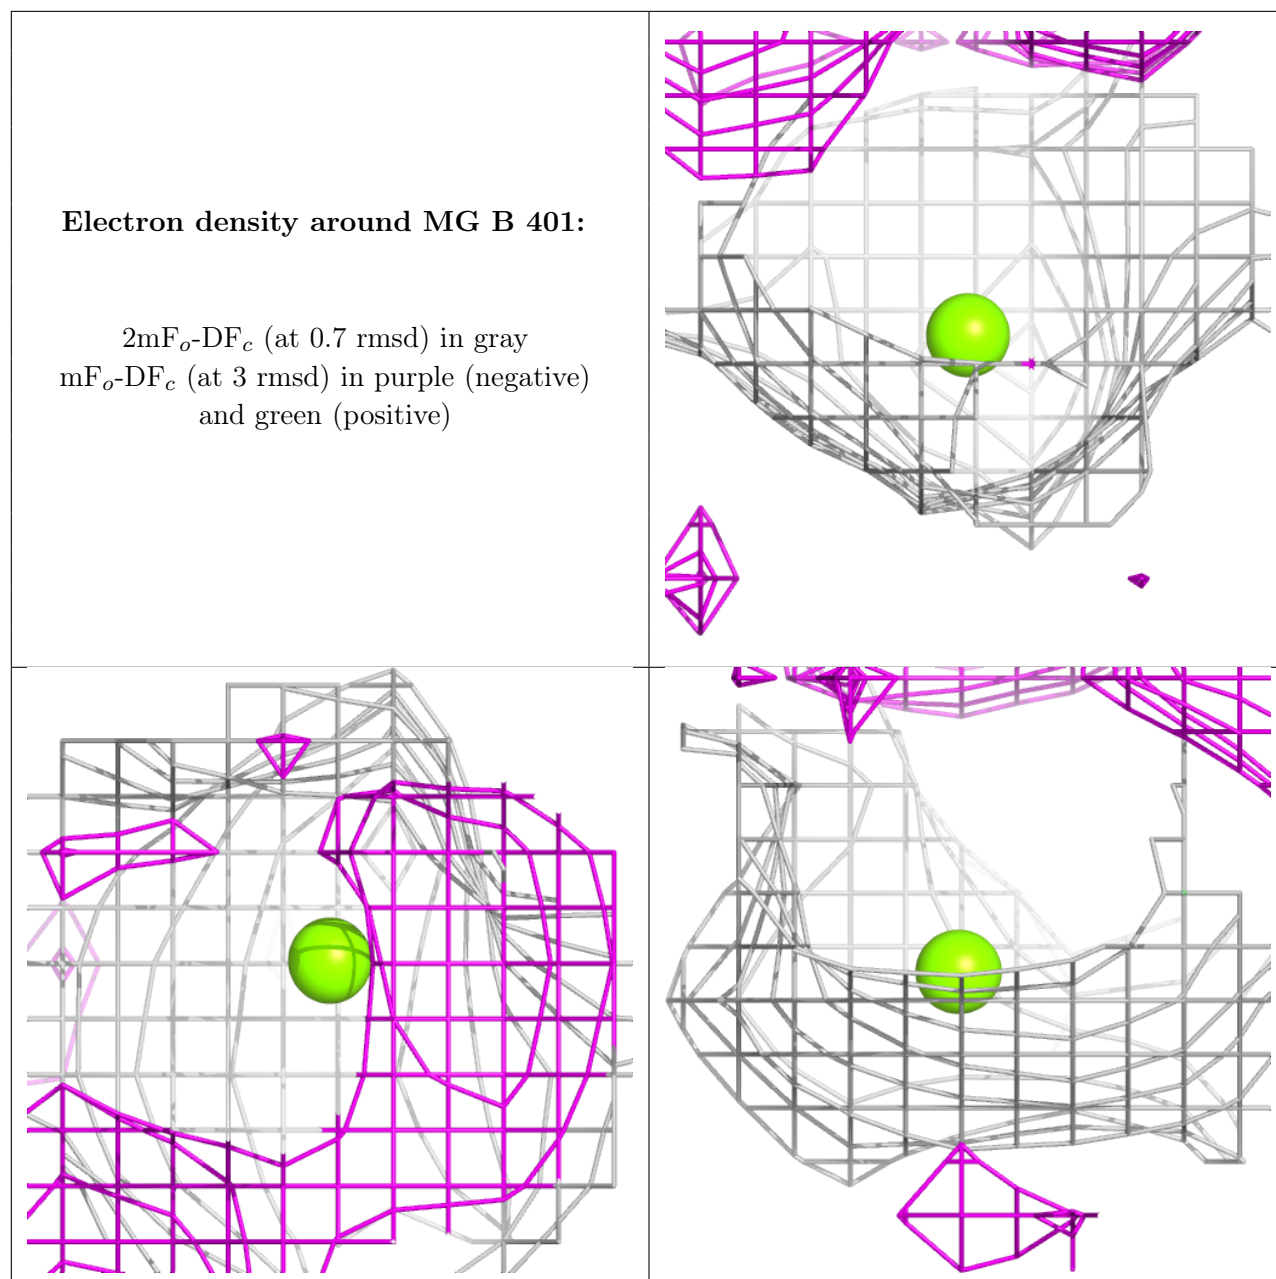 Electron density around MG B 401:
2mFo-DFc (at 0.7 rmsd) in gray
mFo-DFc (at 3 rmsd) in purple (negative)
and green (positive)